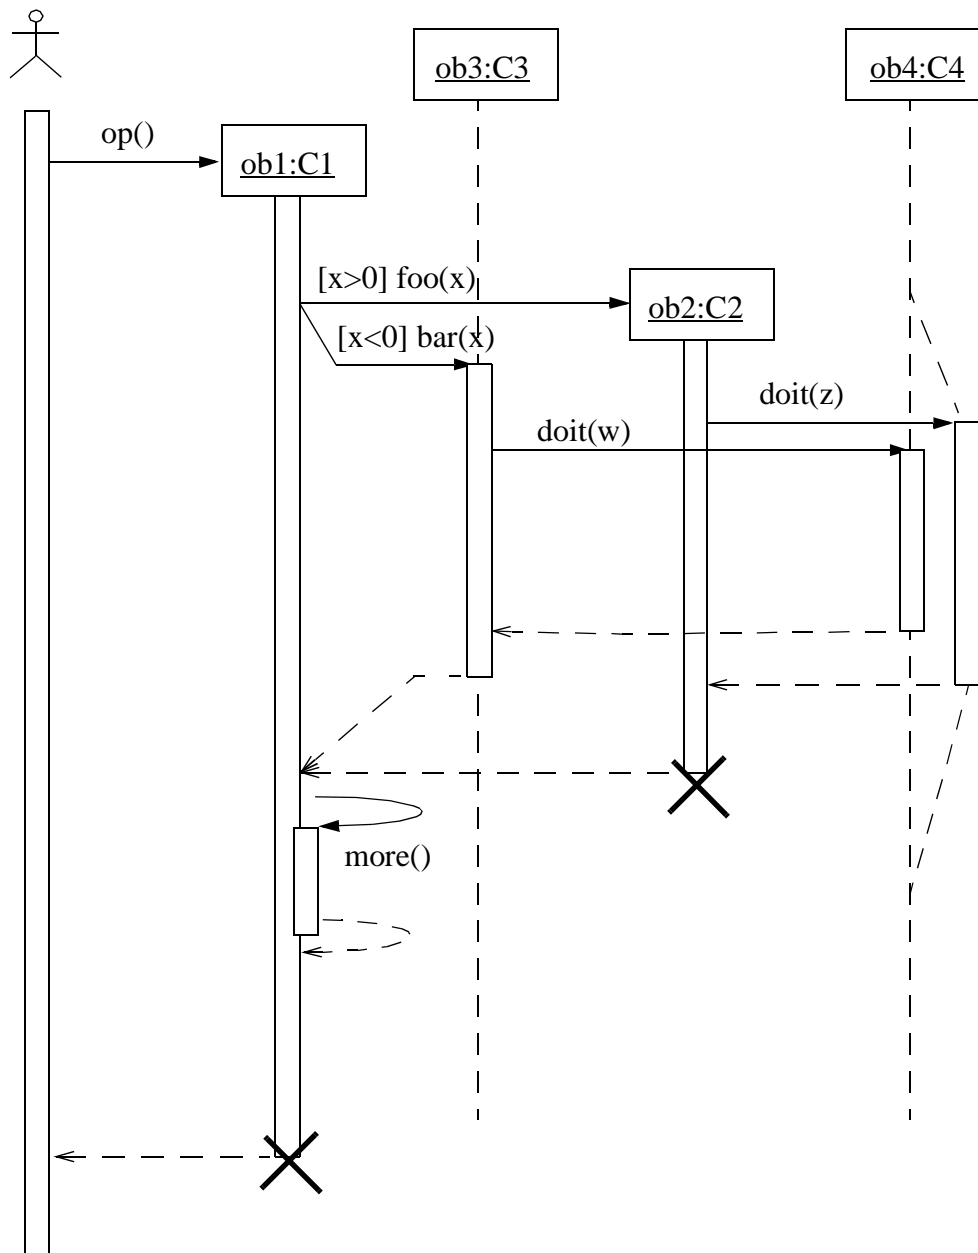 ob3:C3
ob4:C4
op()
ob1:C1
[x>0] foo(x)
ob2:C2
[x<0] bar(x)
doit(z)
doit(w)
more()